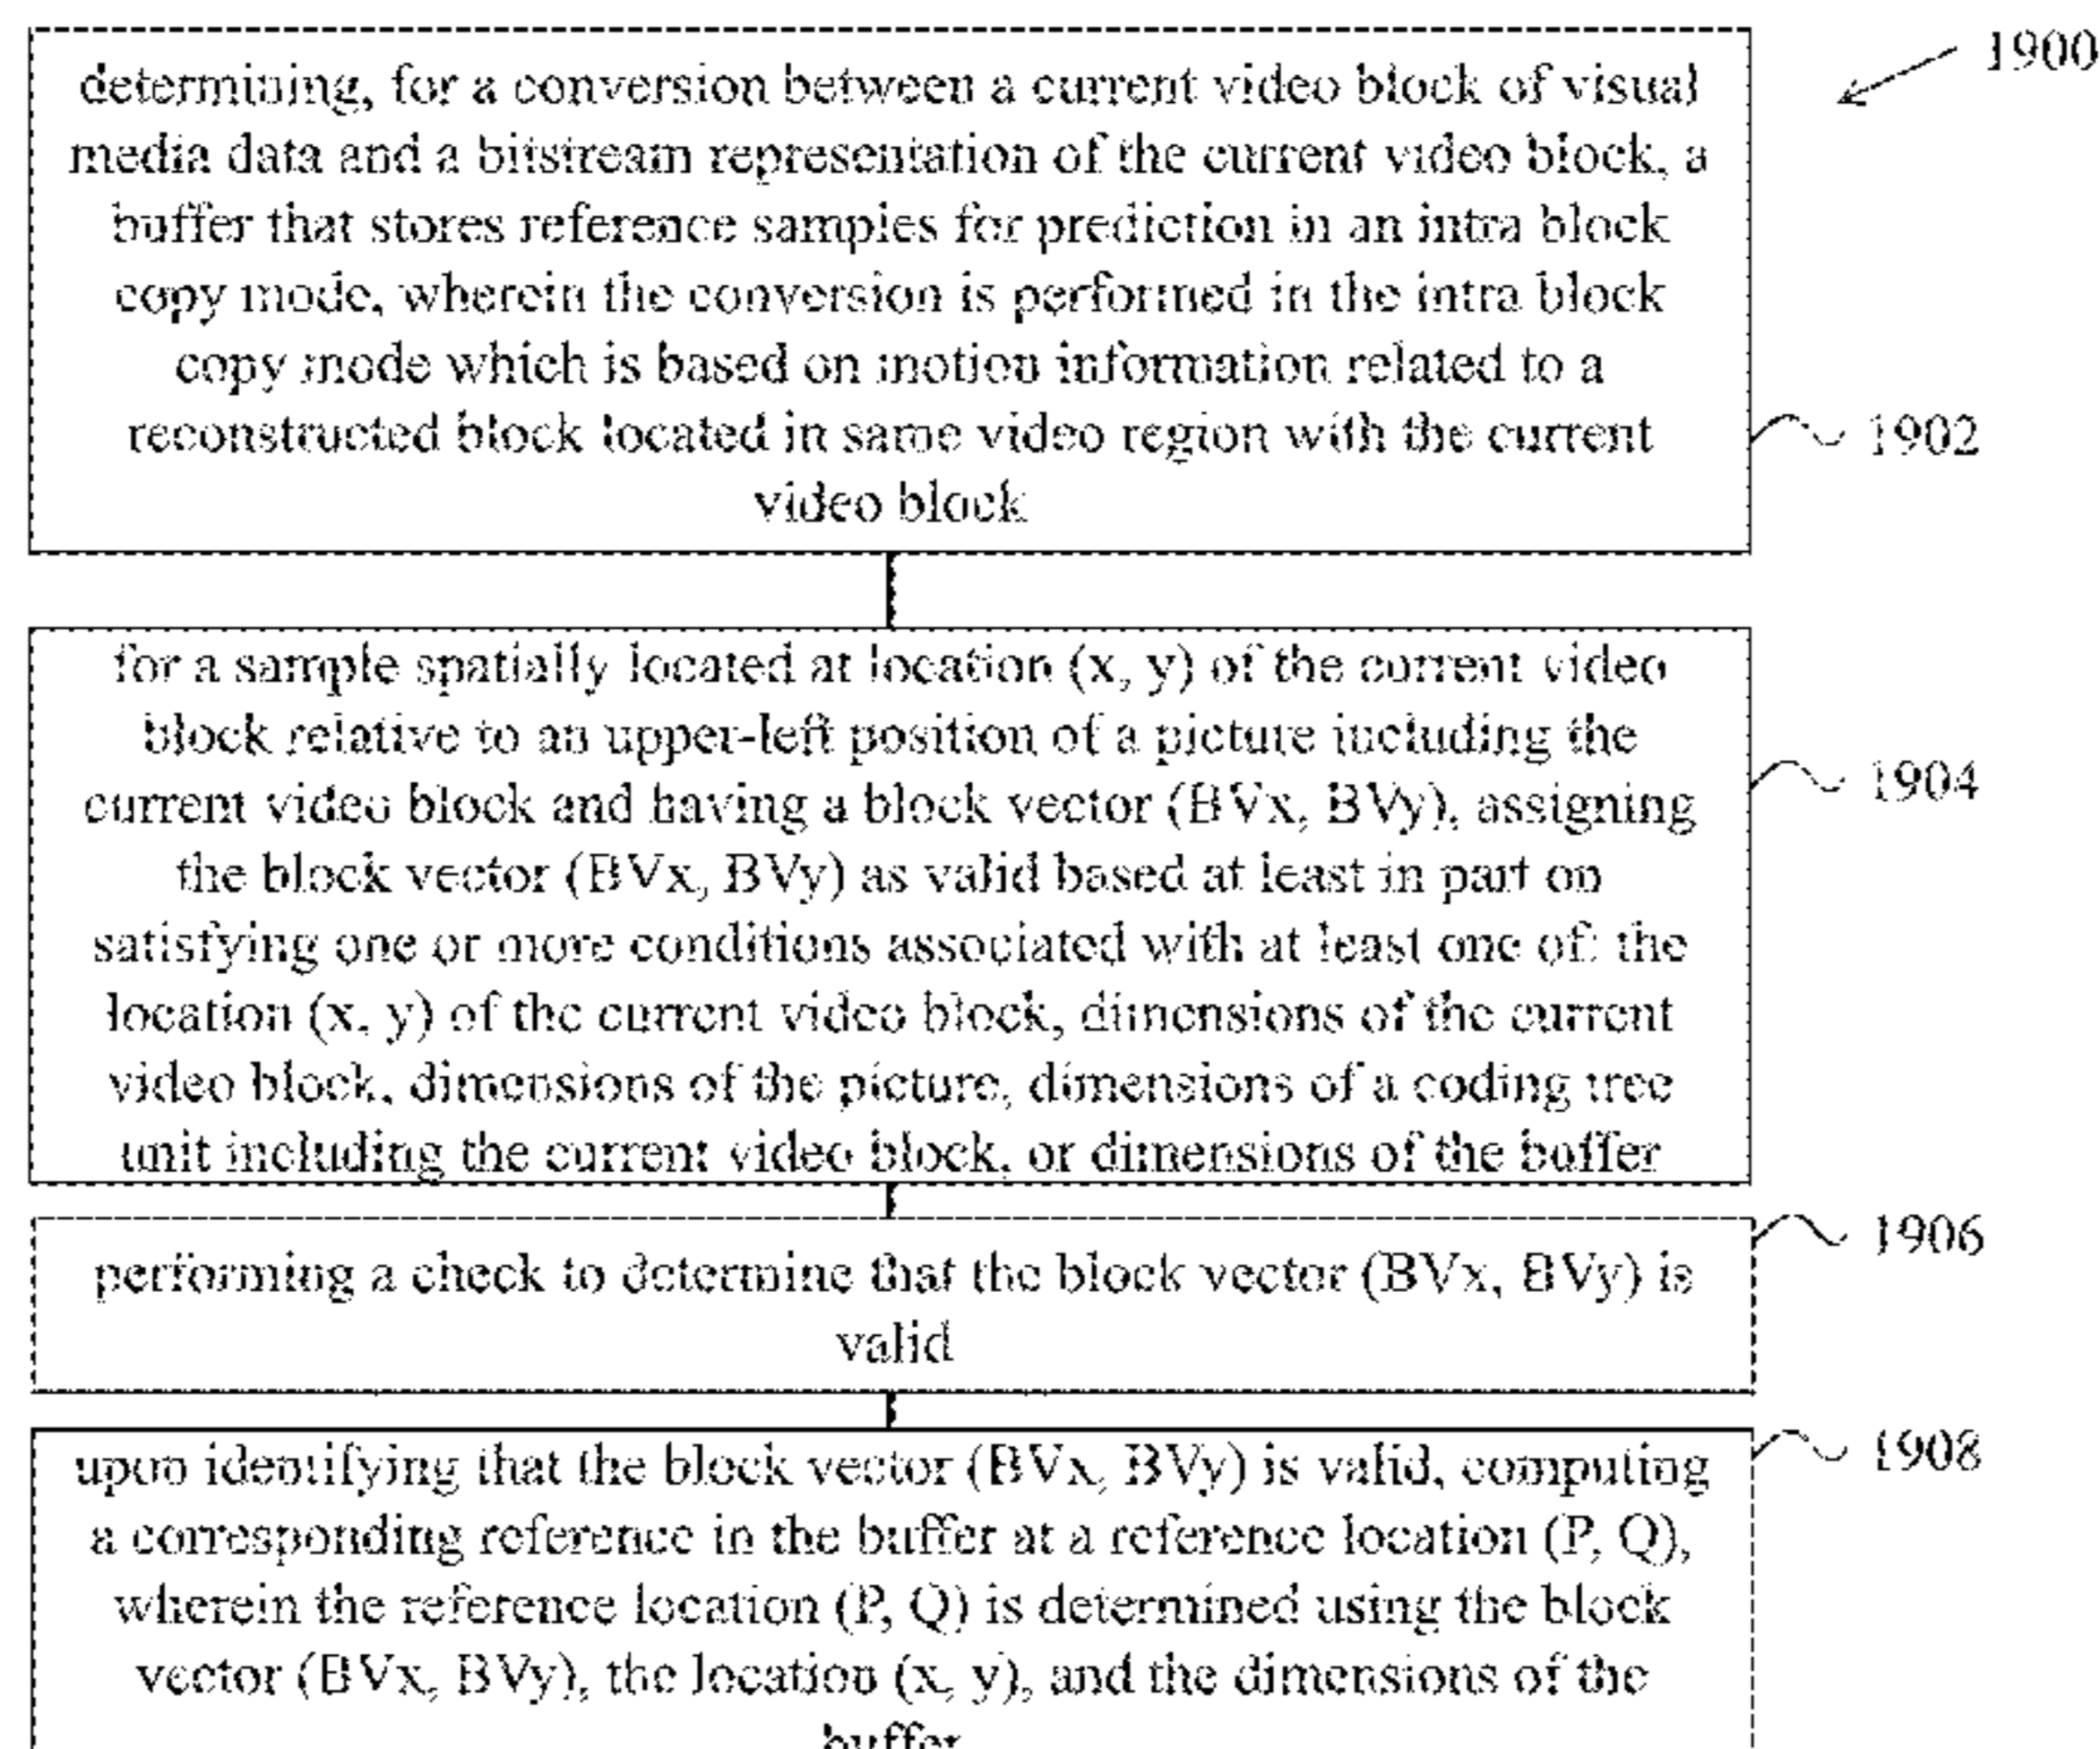 1900
determining, for a conversion between a current video block of visual
media data and a bitstream representation of the current video block, a
buffer that stores reference samples for prediction in an intra block
copy mode, wherein the conversion is performed in the intra block
copy mode which is based on motion information related to a
reconstructed block located in same video region with the current
video block
1902
for a sample spatially located at location (x, y) of the current video
block relative to an upper-left position of a picture including the
current video block and having a block vector (BVx, BVy), assigning
the block vector (BVx, BVy) as valid based at least in part on
satisfying one or more conditions associated with at least one of: the
location (x, y) of the current video block, dimensions of the current
video block, dimensions of the picture, dimensions of a coding tree
unit including the current video block, or dimensions of the buffer
1904
performing a check to determine that the block vector (BVx, BVy) is
valid
1906
upon identifying that the block vector (BVx, BVy) is valid, computing
a corresponding reference in the buffer at a reference location (P, Q),
wherein the reference location (P, Q) is determined using the block
vector (BVx, BVy), the location (x, y), and the dimensions of the
buffer
1908